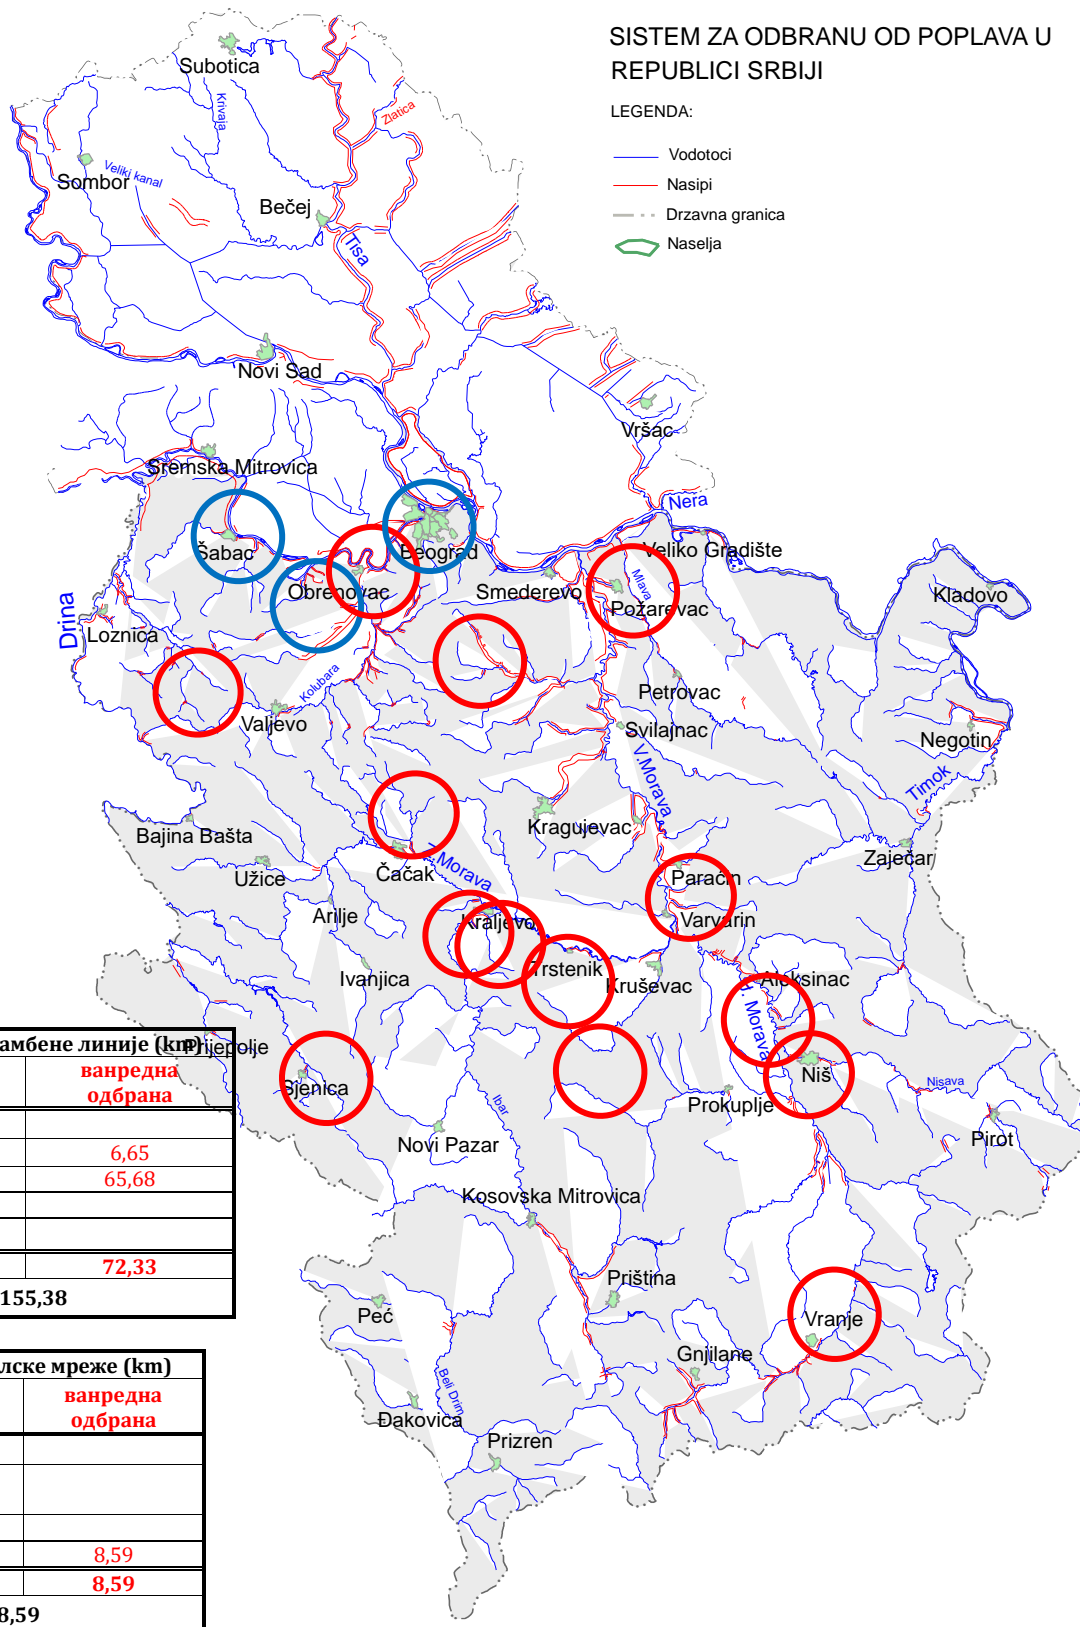 SISTEM ZA ODBRANU OD POPLAVA U
REPUBLICI SRBIJI
LEGENDA:
Vodotoci
Nasipi
Drzavna granica
Naselja
Subotica
Krivaja
Zlatica
Sombor
Veliki kanal
Bečej
Tisa
Novi Sad
Vršac
Sremska Mitrovica
Nera
Šabac
Beograd
Veliko Gradište
Obrenovac
Smederevo
Mlava
Požarevac
Kladovo
Drina
Loznica
Kolubara
Petrovac
Valjevo
Svilajnac
Negotin
V.Morava
Timok
Bajina Bašta
Kragujevac
Zaječar
Užice
Čačak
Z.Morava
Paraćin
Arilje
Kraljevo
Varvarin
Ivanjica
Trstenik
Kruševac
Aleksinac
J. Morava
Prijepolje
Sjenica
Niš
Nisava
Ibar
Prokuplje
Pirot
Novi Pazar
Kosovska Mitrovica
Priština
Peć
Vranje
Gnjilane
Beli Drim
Đakovica
Prizren
амбене линије (km)
ванредна
одбрана
6,65
65,68
72,33
155,38
лске мреже (km)
ванредна
одбрана
8,59
8,59
8,59